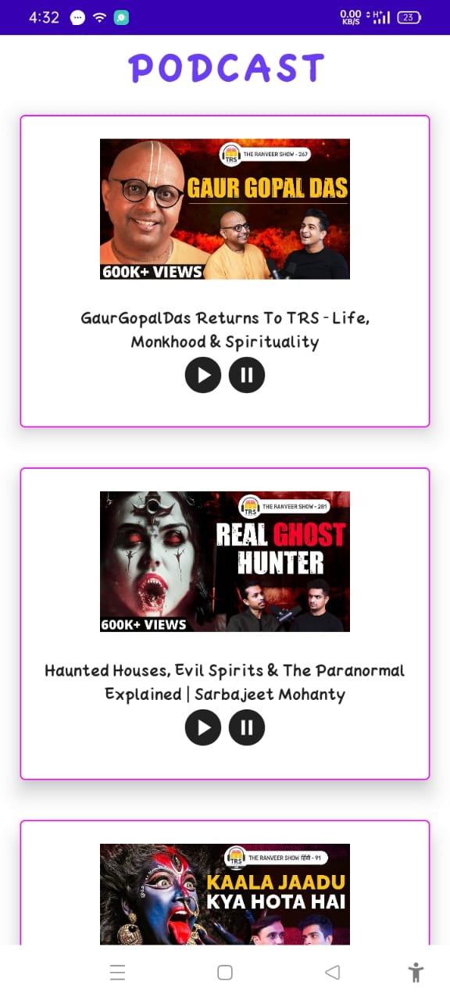 4:32
0.00
KB/S
H+
23
PODCAST
TRS
THE RANVEER SHOW - 267
GAUR GOPAL DAS
600K+ VIEWS
GaurGopalDas Returns To TRS - Life,
Monkhood & Spirituality
TRS
THE RANVEER SHOW - 281
REAL GHOST
HUNTER
600K+ VIEWS
Haunted Houses, Evil Spirits & The Paranormal
Explained | Sarbajeet Mohanty
TRS
THE RANVEER SHOW हिंदी - 91
KAALA JAADU
KYA HOTA HAI